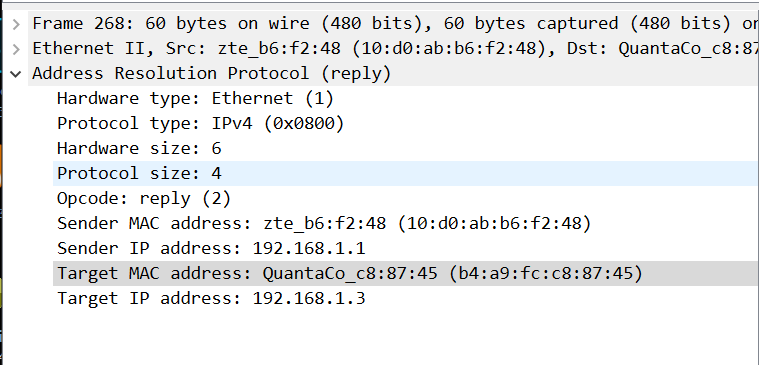 Frame 268: 60 bytes on wire (480 bits), 60 bytes captured (480 bits) on
Ethernet II, Src: zte_b6:f2:48 (10:d0:ab:b6:f2:48), Dst: QuantaCo_c8:87
Address Resolution Protocol (reply)
Hardware type: Ethernet (1)
Protocol type: IPv4 (0x0800)
Hardware size: 6
Protocol size: 4
Opcode: reply (2)
Sender MAC address: zte_b6:f2:48 (10:d0:ab:b6:f2:48)
Sender IP address: 192.168.1.1
Target MAC address: QuantaCo_c8:87:45 (b4:a9:fc:c8:87:45)
Target IP address: 192.168.1.3